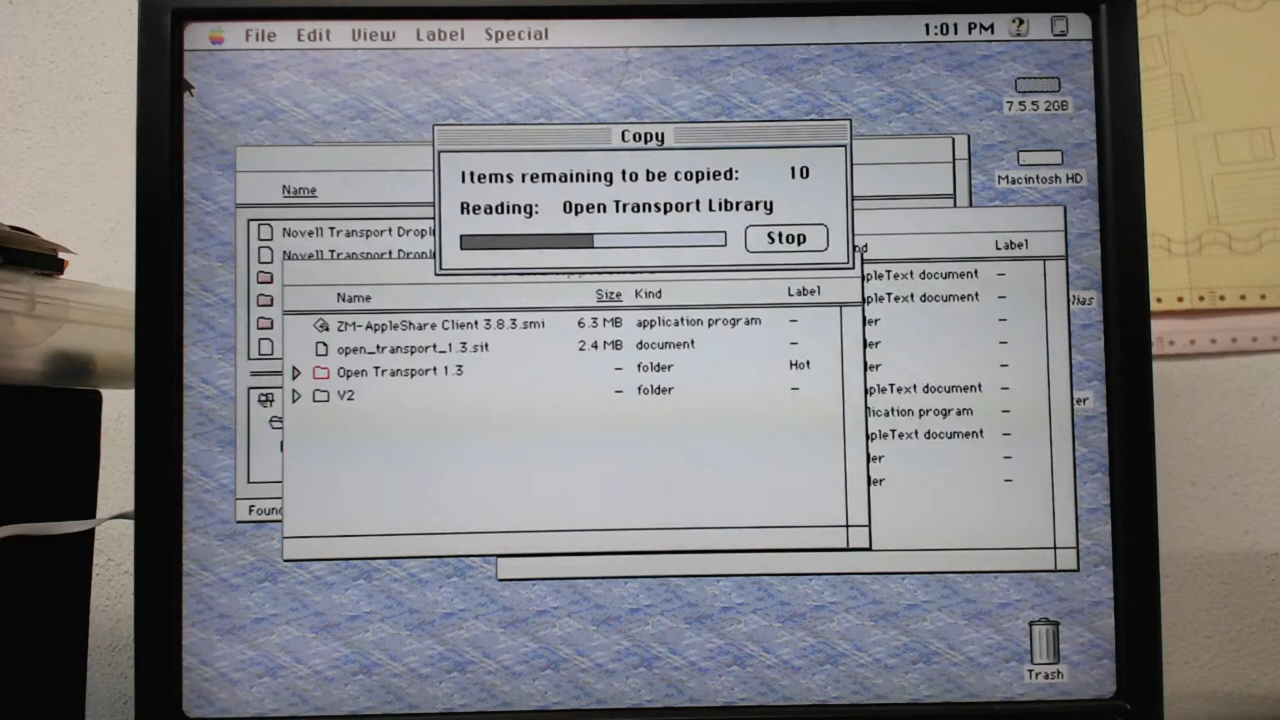 File Edit View Label Special 1:01 PM
7.5.5 2GB
Copy
Items remaining to be copied: 10
Reading: Open Transport Library
Stop
Macintosh HD
Name
Novell Transport
Novell Transport
Label
pleText document –
pleText document –
ler –
ler –
ler –
pleText document –
lication program –
pleText document –
ler –
ler –
Name Size Kind Label
ZM-AppleShare Client 3.8.3.smi 6.3 MB application program –
open_transport_1.3.sit 2.4 MB document –
Open Transport 1.3 – folder Hot
V2 – folder –
lias
ter
Foun
Trash